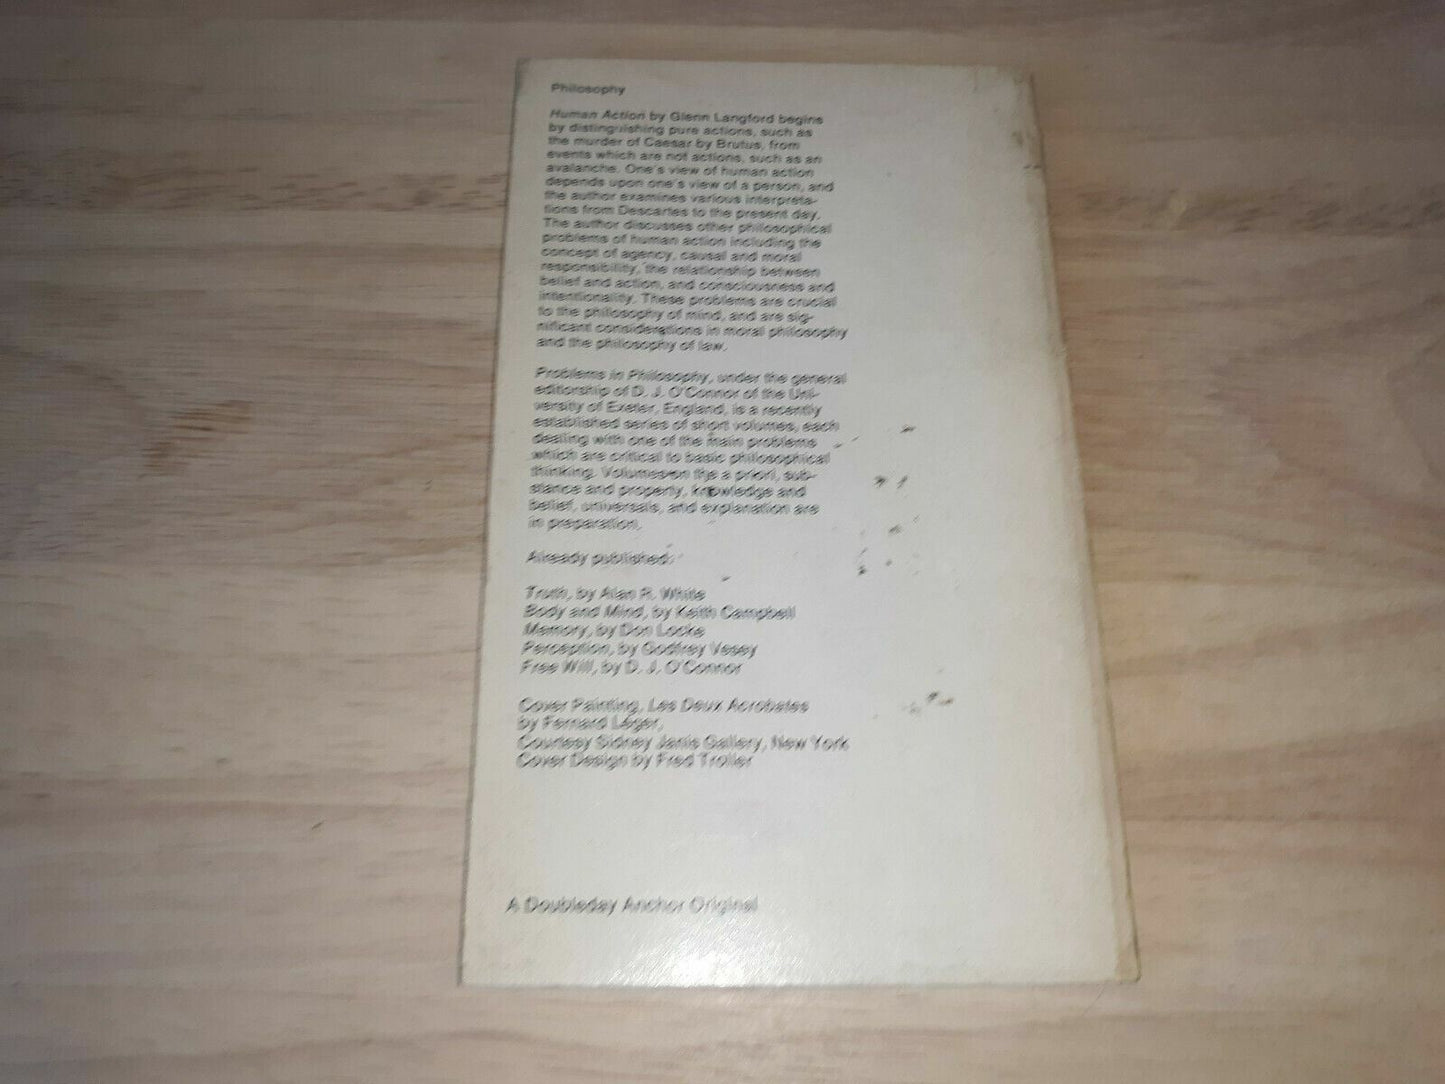 Philosophy
Human Action by Glenn Langford begins
by distinguishing pure actions, such as
the murder of Caesar by Brutus, from
events which are not actions, such as an
avalanche. One's view of human action
depends upon one's view of a person, and
the author examines various interpreta-
tions from Descartes to the present day.
The author discusses other philosophical
problems of human action including the
concept of agency, causal and moral
responsibility, the relationship between
belief and action, and consciousness and
intentionality. These problems are crucial
to the philosophy of mind, and are sig-
nificant considerations in moral philosophy
and the philosophy of law.
Problems in Philosophy, under the general
editorship of D. J. O'Connor of the Uni-
versity of Exeter, England, is a recently
established series of short volumes, each
dealing with one of the main problems
which are critical to basic philosophical
thinking. Volumes on the a priori, sub-
stance and property, knowledge and
belief, universals, and explanation are
in preparation.
Already published:
Truth, by Alan R. White
Body and Mind, by Keith Campbell
Memory, by Don Locke
Perception, by Godfrey Vesey
Free Will, by D. J. O'Connor
Cover Painting, Les Deux Acrobates
by Fernard Léger,
Courtesy Sidney Janis Gallery, New York
Cover Design by Fred Troller
A Doubleday Anchor Original